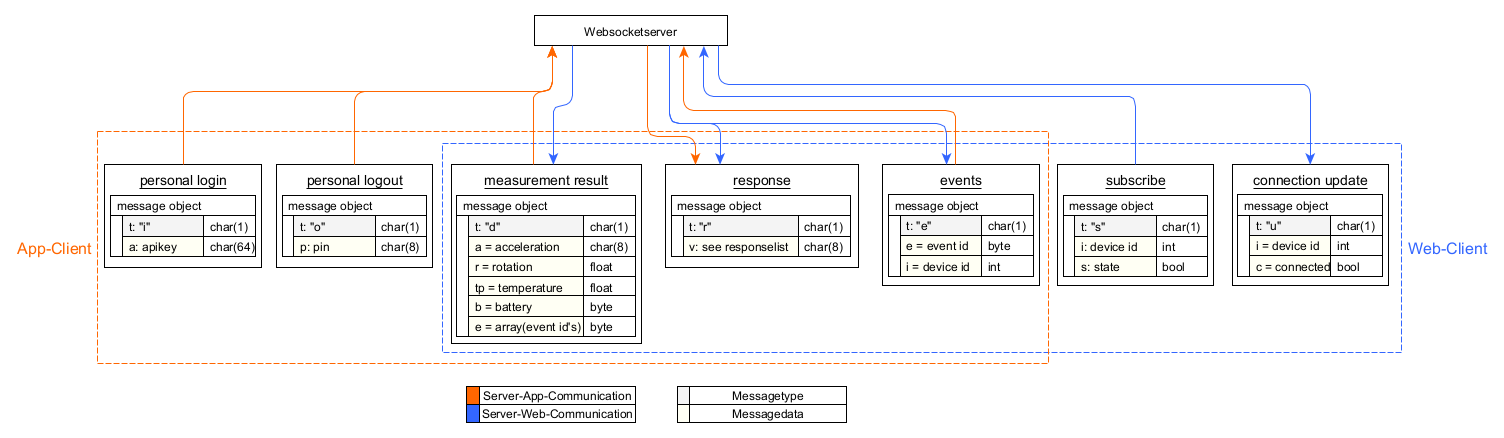 Websocketserver
App-Client
personal login
message object
t: "i" char(1)
a: apikey char(64)
personal logout
message object
t: "o" char(1)
p: pin char(8)
measurement result
message object
t: "d" char(1)
a = acceleration char(8)
r = rotation float
tp = temperature float
b = battery byte
e = array(event id's) byte
response
message object
t: "r" char(1)
v: see responselist char(8)
events
message object
t: "e" char(1)
e = event id byte
i = device id int
subscribe
message object
t: "s" char(1)
i: device id int
s: state bool
connection update
message object
t: "u" char(1)
i = device id int
c = connected bool
Web-Client
Server-App-Communication
Server-Web-Communication
Messagetype
Messagedata